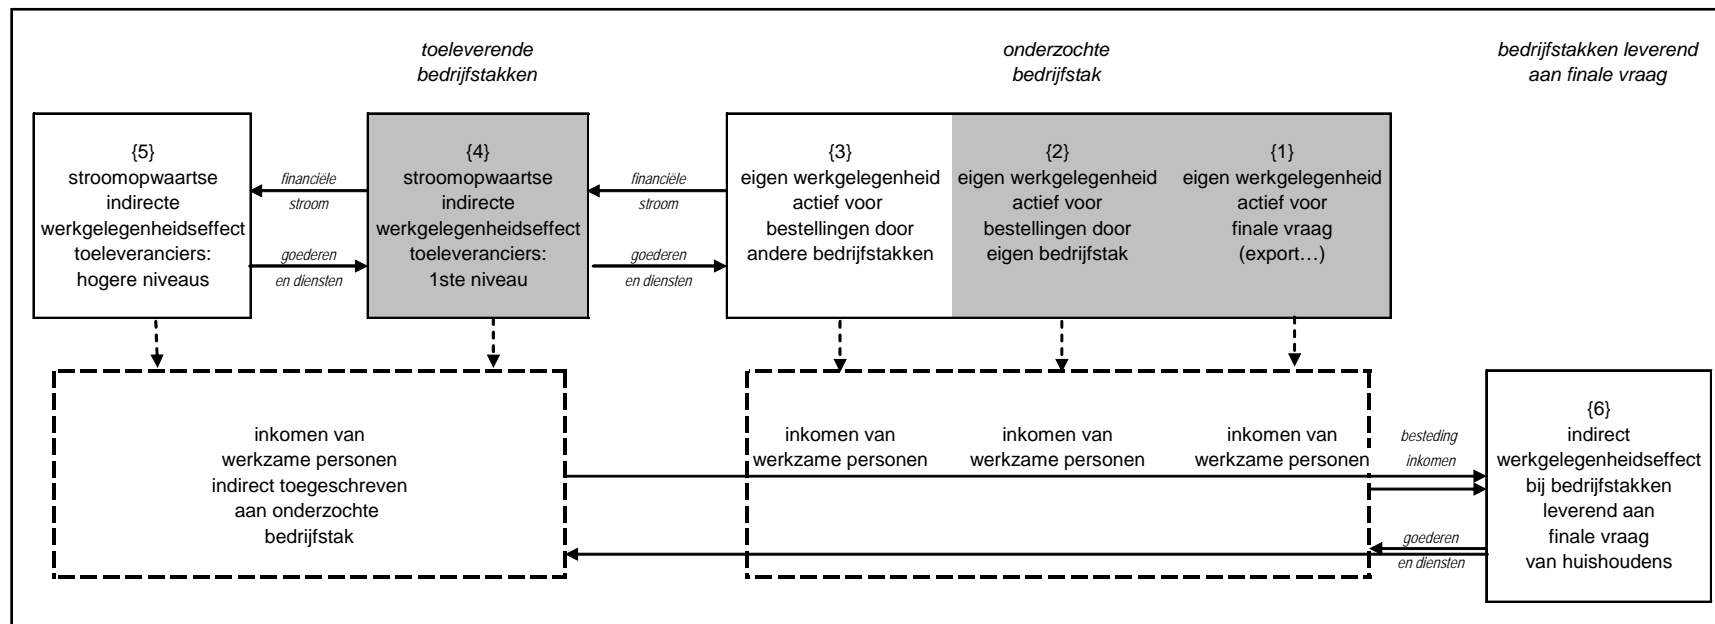 toeleverende
bedrijfstakken
onderzochte
bedrijfstak
bedrijfstakken leverend
aan finale vraag
{5}
stroomopwaartse
indirecte
werkgelegenheidseffect
toeleveranciers:
hogere niveaus
financiële
stroom
goederen
en diensten
{4}
stroomopwaartse
indirecte
werkgelegenheidseffect
toeleveranciers:
1ste niveau
financiële
stroom
goederen
en diensten
{3}
eigen werkgelegenheid
actief voor
bestellingen door
andere bedrijfstakken
{2}
eigen werkgelegenheid
actief voor
bestellingen door
eigen bedrijfstak
{1}
eigen werkgelegenheid
actief voor
finale vraag
(export…)
inkomen van
werkzame personen
indirect toegeschreven
aan onderzochte
bedrijfstak
inkomen van
werkzame personen
inkomen van
werkzame personen
inkomen van
werkzame personen
besteding
inkomen
goederen
en diensten
{6}
indirect
werkgelegenheidseffect
bij bedrijfstakken
leverend aan
finale vraag
van huishoudens